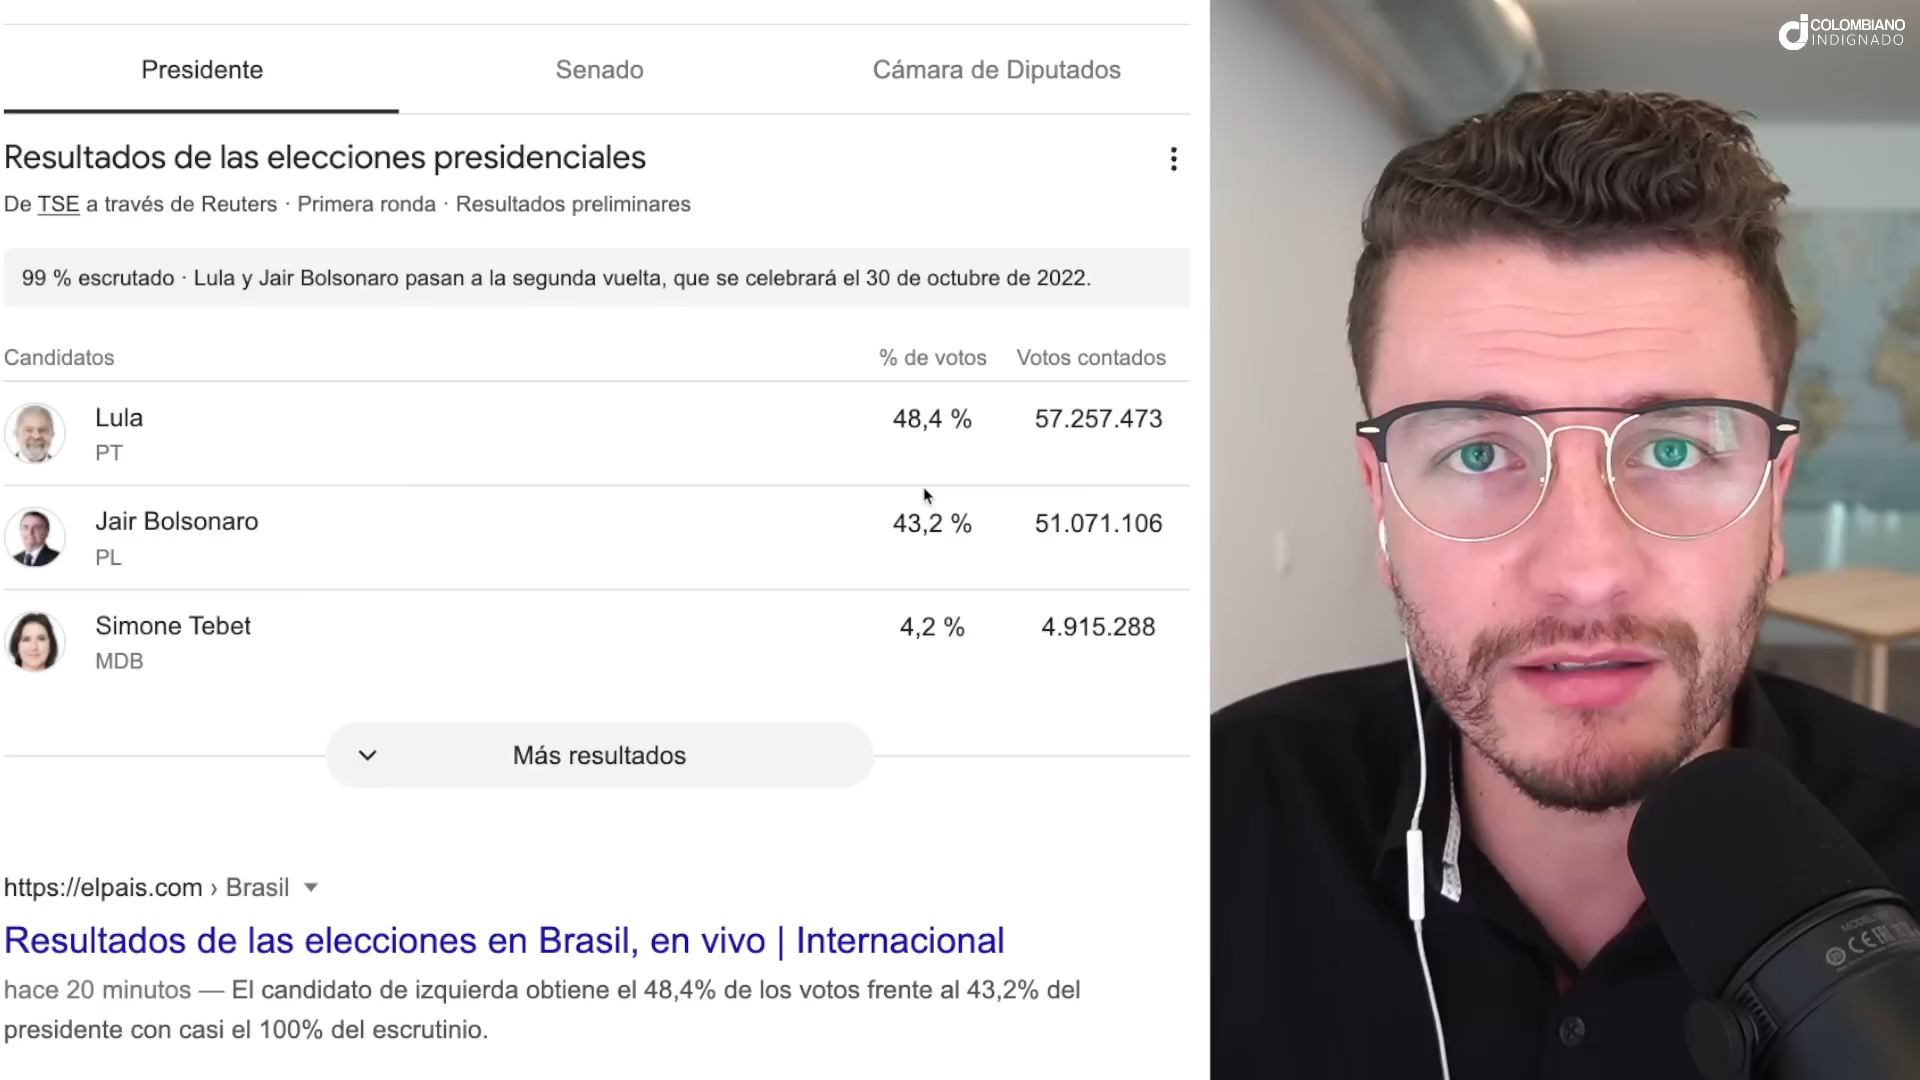 COLOMBIANO
INDIGNADO
Presidente Senado Cámara de Diputados
Resultados de las elecciones presidenciales
De TSE a través de Reuters · Primera ronda · Resultados preliminares
99 % escrutado · Lula y Jair Bolsonaro pasan a la segunda vuelta, que se celebrará el 30 de octubre de 2022.
Candidatos % de votos Votos contados
Lula 48,4 % 57.257.473
PT
Jair Bolsonaro 43,2 % 51.071.106
PL
Simone Tebet 4,2 % 4.915.288
MDB
Más resultados
https://elpais.com › Brasil
Resultados de las elecciones en Brasil, en vivo | Internacional
hace 20 minutos — El candidato de izquierda obtiene el 48,4% de los votos frente al 43,2% del
presidente con casi el 100% del escrutinio.